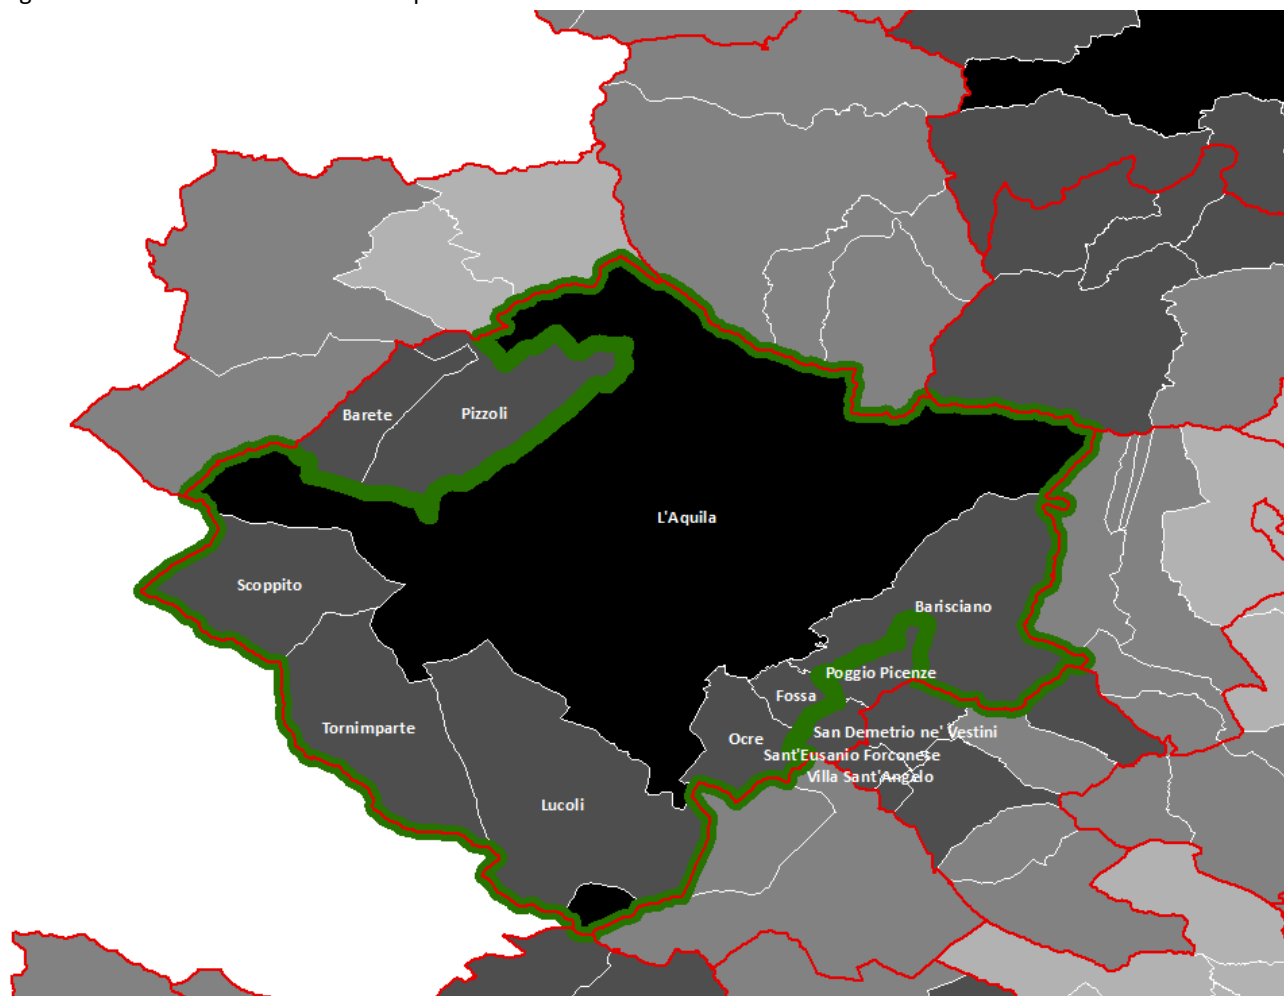 Barete
Pizzoli
L'Aquila
Scoppito
Barisciano
Poggio Picenze
Fossa
Tornimparte
San Demetrio ne' Vestini
Ocre
Sant'Eusanio Forconese
Villa Sant'Angelo
Lucoli